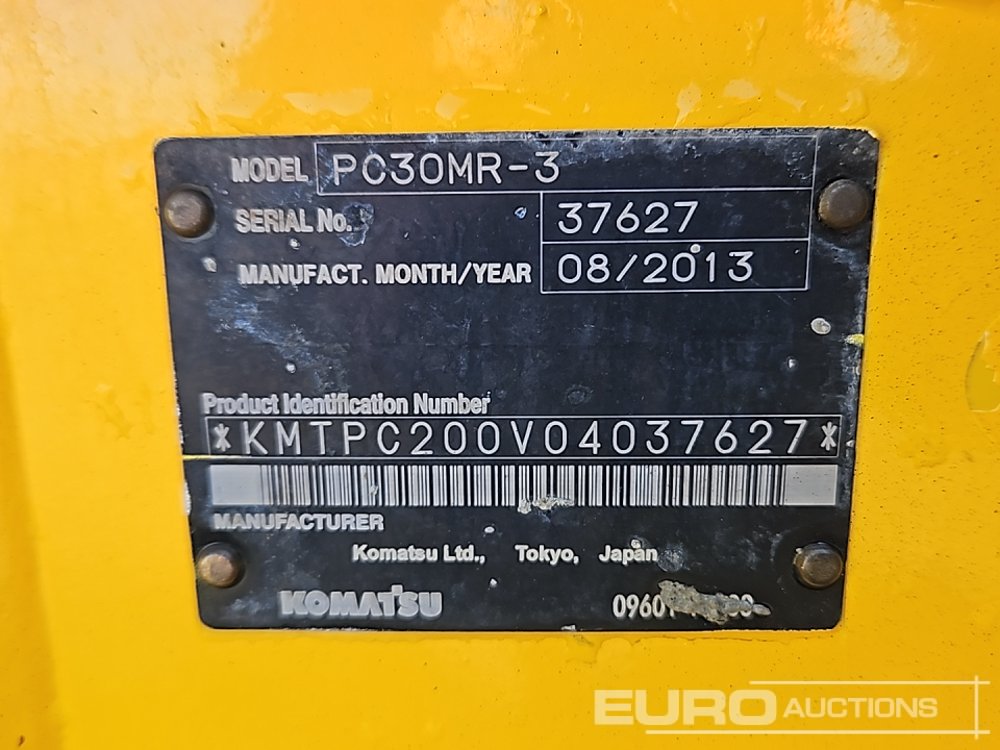 MODEL PC30MR-3
SERIAL No. 37627
MANUFACT. MONTH/YEAR 08/2013
Product Identification Number
*KMTPC200V04037627*
MANUFACTURER
Komatsu Ltd., Tokyo, Japan
KOMATSU
EURO AUCTIONS